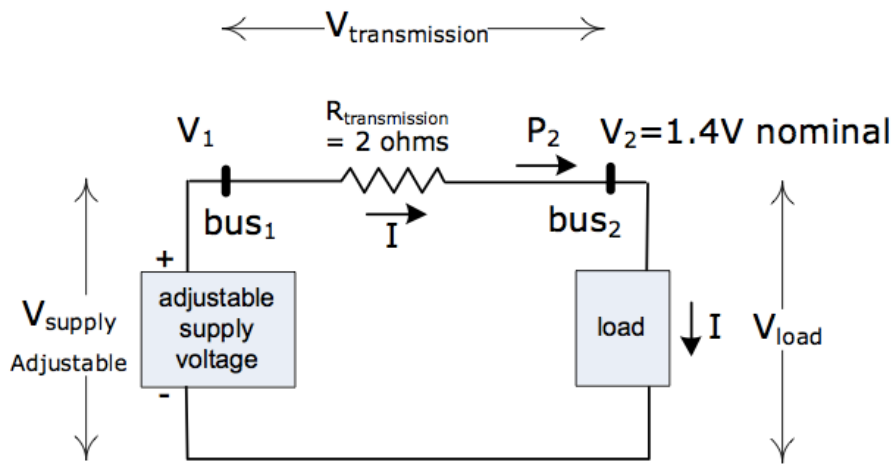 V_transmission
R_transmission
= 2 ohms
V_1
P_2
V_2=1.4V nominal
bus_1
I
bus_2
+
adjustable
supply
voltage
-
V_supply
Adjustable
load
I
V_load